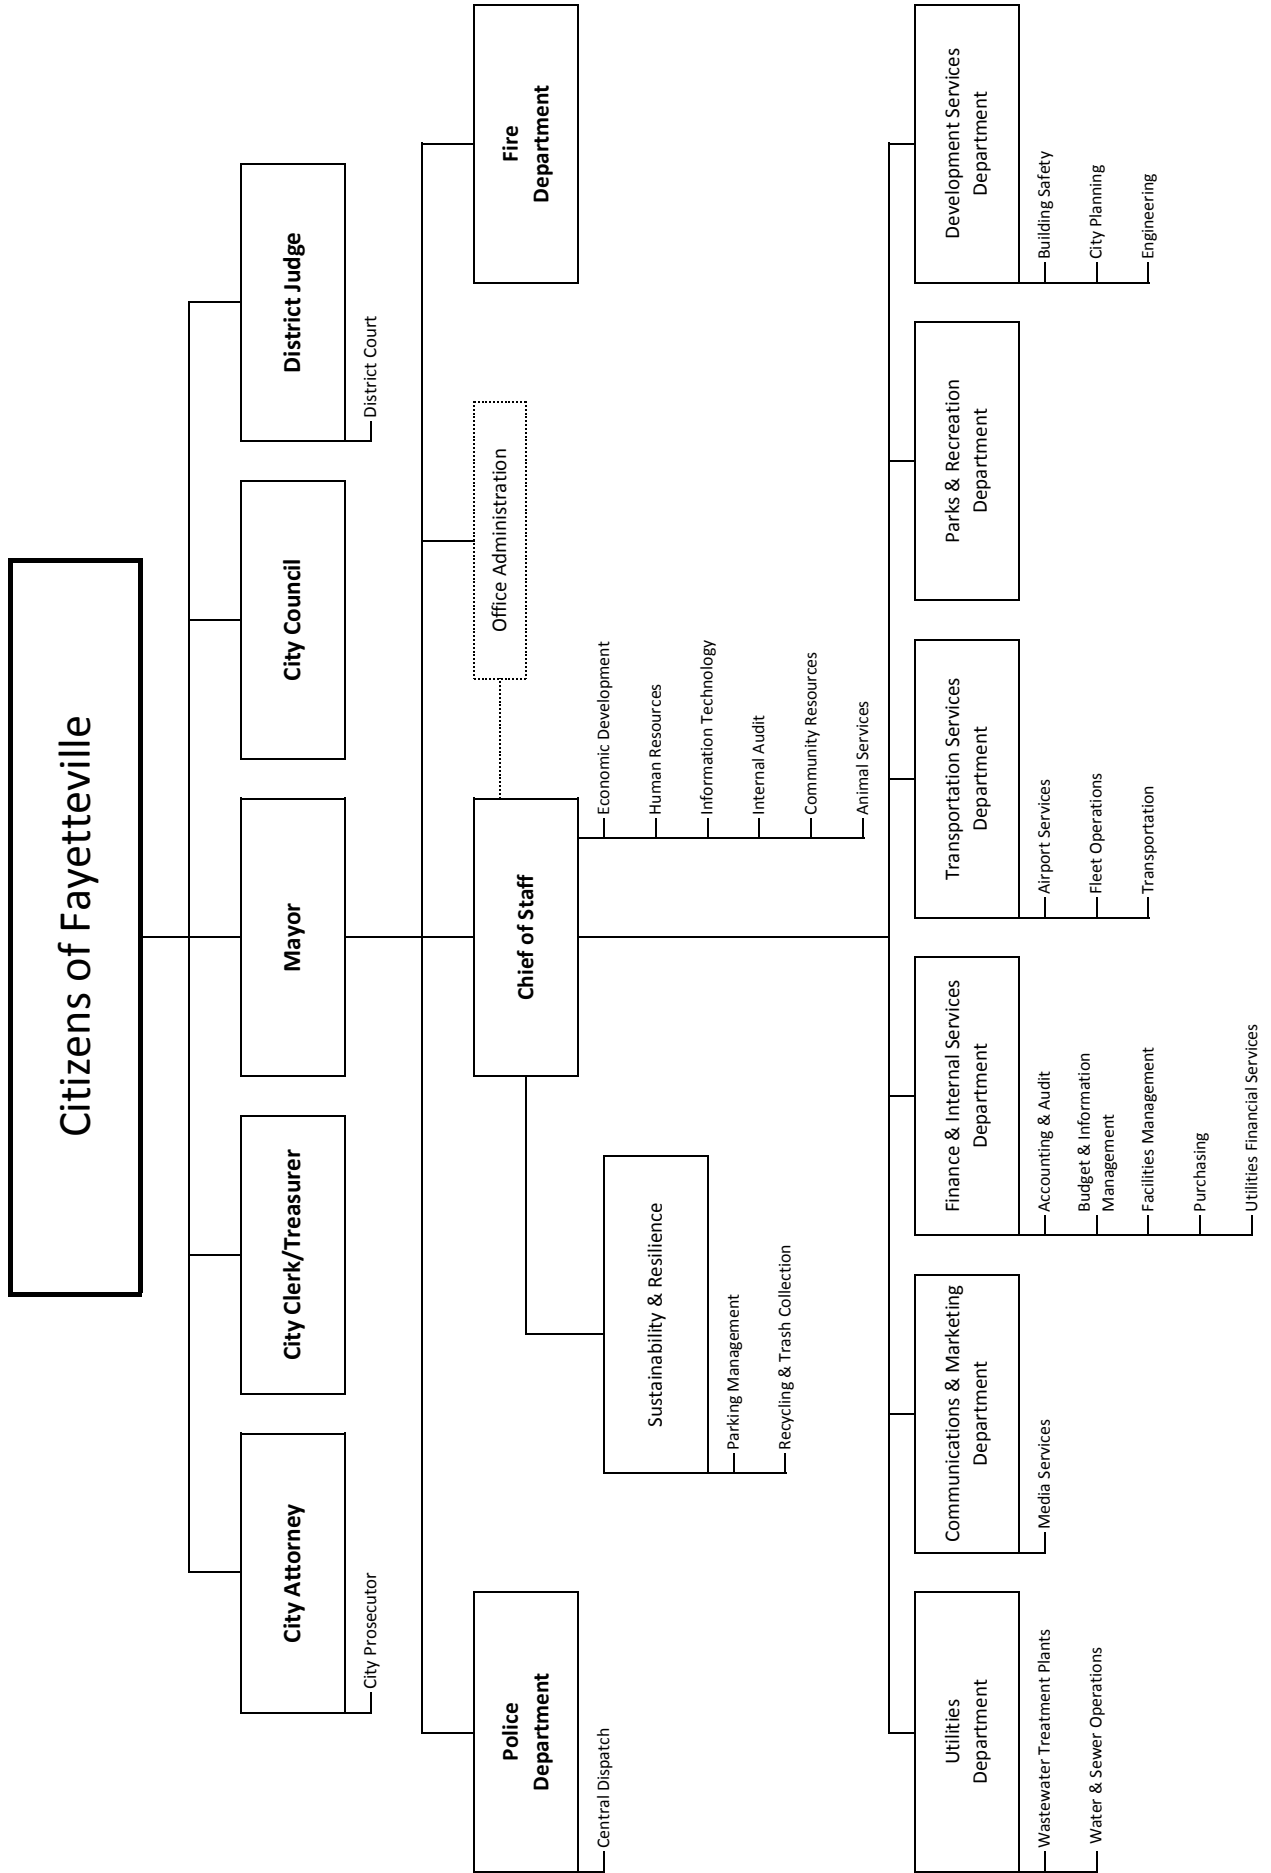 Citizens of Fayetteville
City Attorney
City Prosecutor
City Clerk/Treasurer
Mayor
City Council
District Judge
District Court
Police
Department
Central Dispatch
Chief of Staff
Office Administration
Fire
Department
Economic Development
Human Resources
Information Technology
Internal Audit
Community Resources
Animal Services
Sustainability & Resilience
Parking Management
Recycling & Trash Collection
Utilities
Department
Wastewater Treatment Plants
Water & Sewer Operations
Communications & Marketing
Department
Media Services
Finance & Internal Services
Department
Accounting & Audit
Budget & Information
Management
Facilities Management
Purchasing
Utilities Financial Services
Transportation Services
Department
Airport Services
Fleet Operations
Transportation
Parks & Recreation
Department
Development Services
Department
Building Safety
City Planning
Engineering